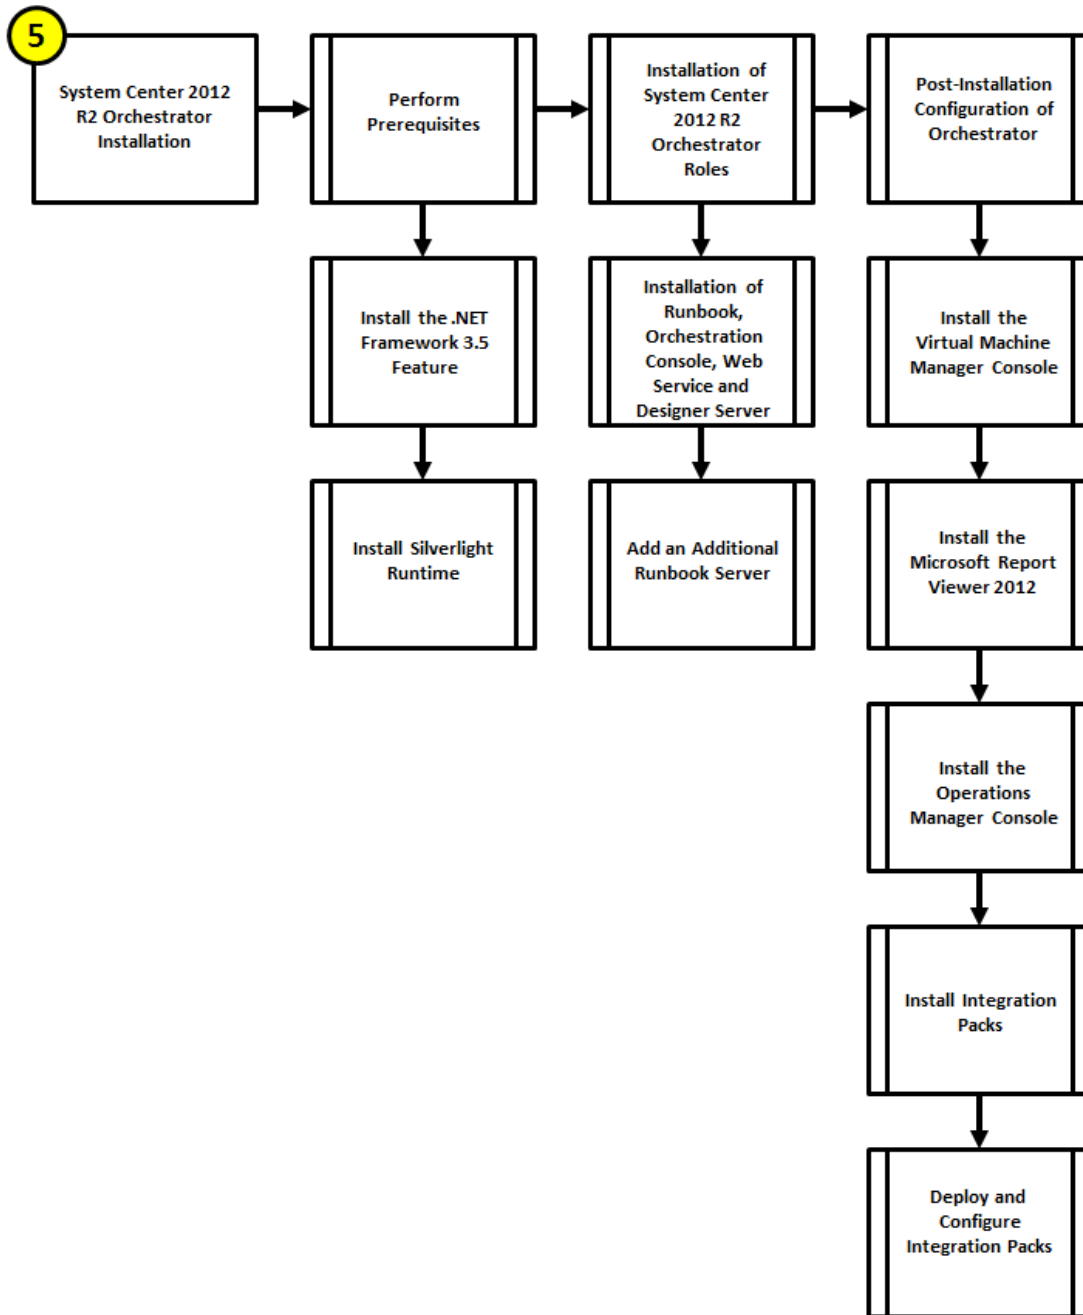 5
System Center 2012
R2 Orchestrator
Installation
Perform
Prerequisites
Installation of
System Center
2012 R2
Orchestrator
Roles
Post-Installation
Configuration of
Orchestrator
Install the .NET
Framework 3.5
Feature
Installation of
Runbook,
Orchestration
Console, Web
Service and
Designer Server
Install the
Virtual Machine
Manager Console
Install Silverlight
Runtime
Add an Additional
Runbook Server
Install the
Microsoft Report
Viewer 2012
Install the
Operations
Manager Console
Install Integration
Packs
Deploy and
Configure
Integration Packs